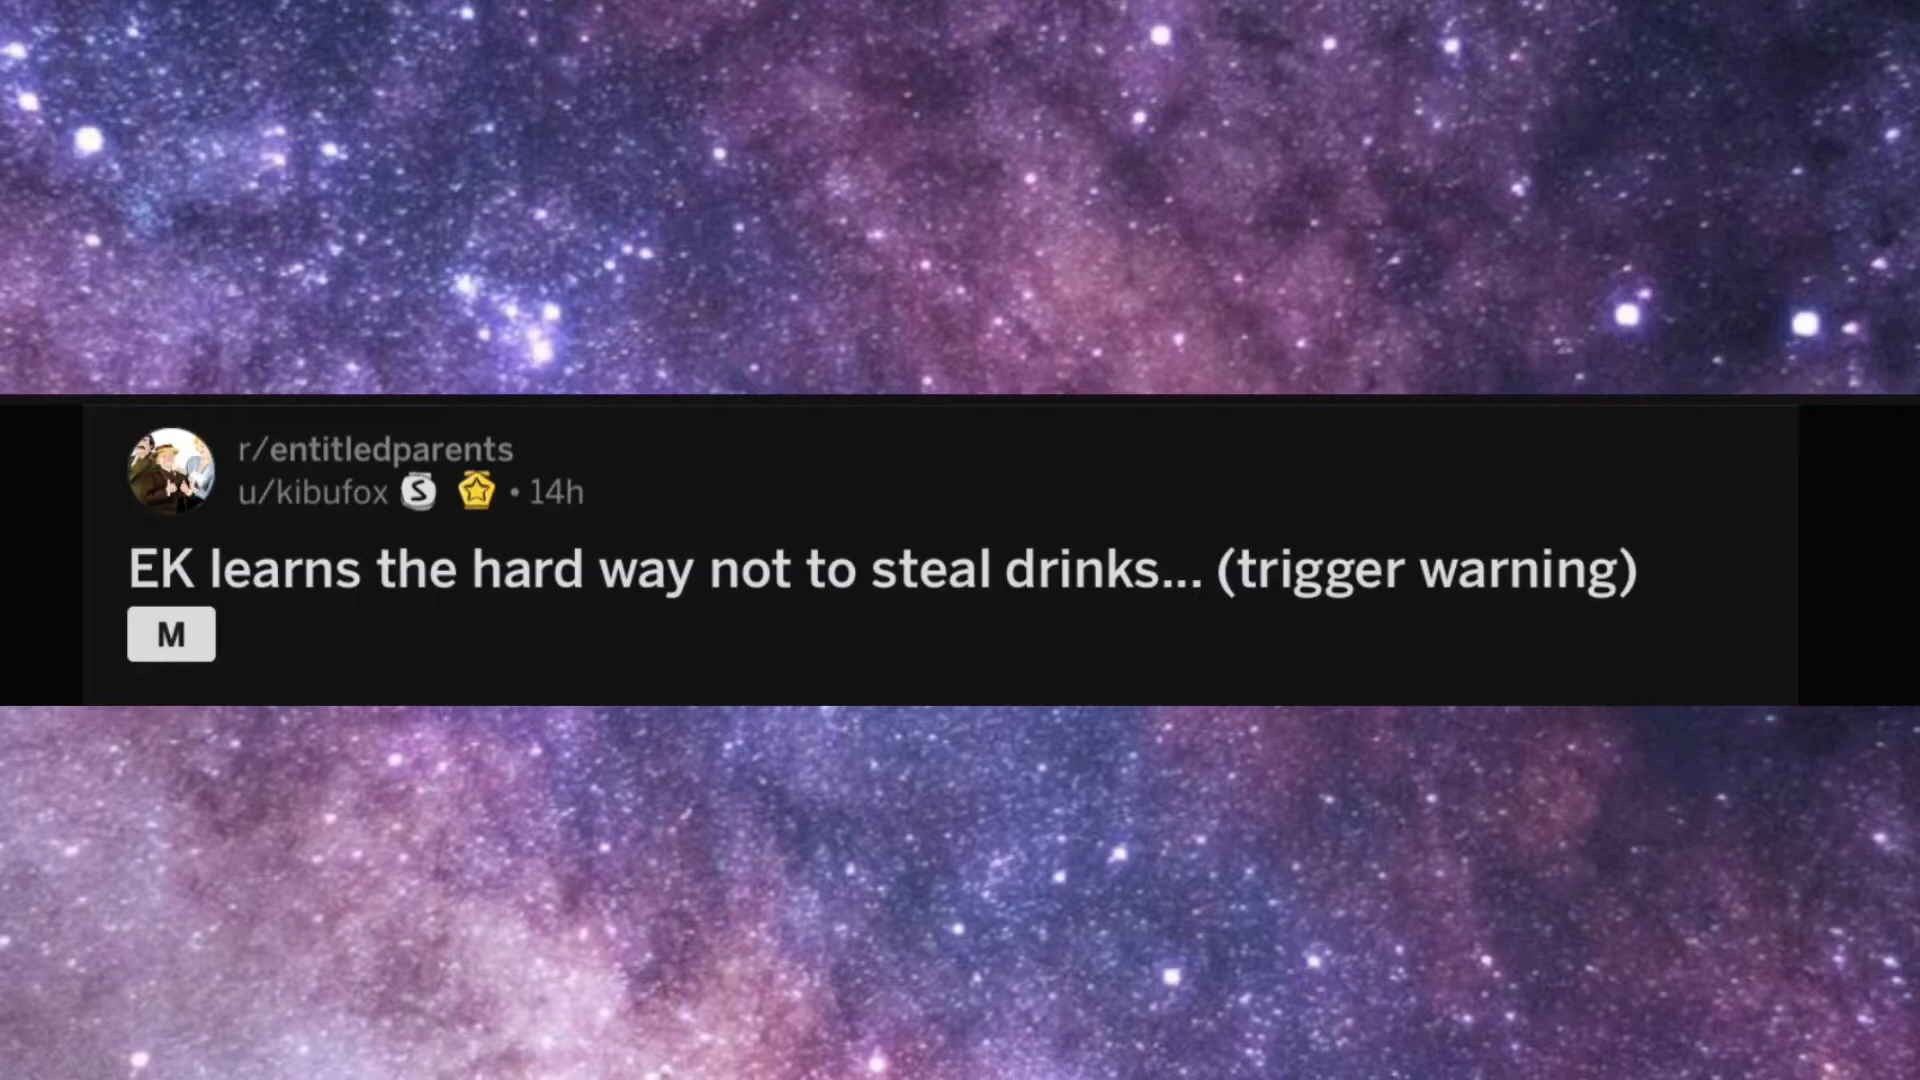 r/entitledparents
u/kibufox S • 14h
EK learns the hard way not to steal drinks... (trigger warning)
M